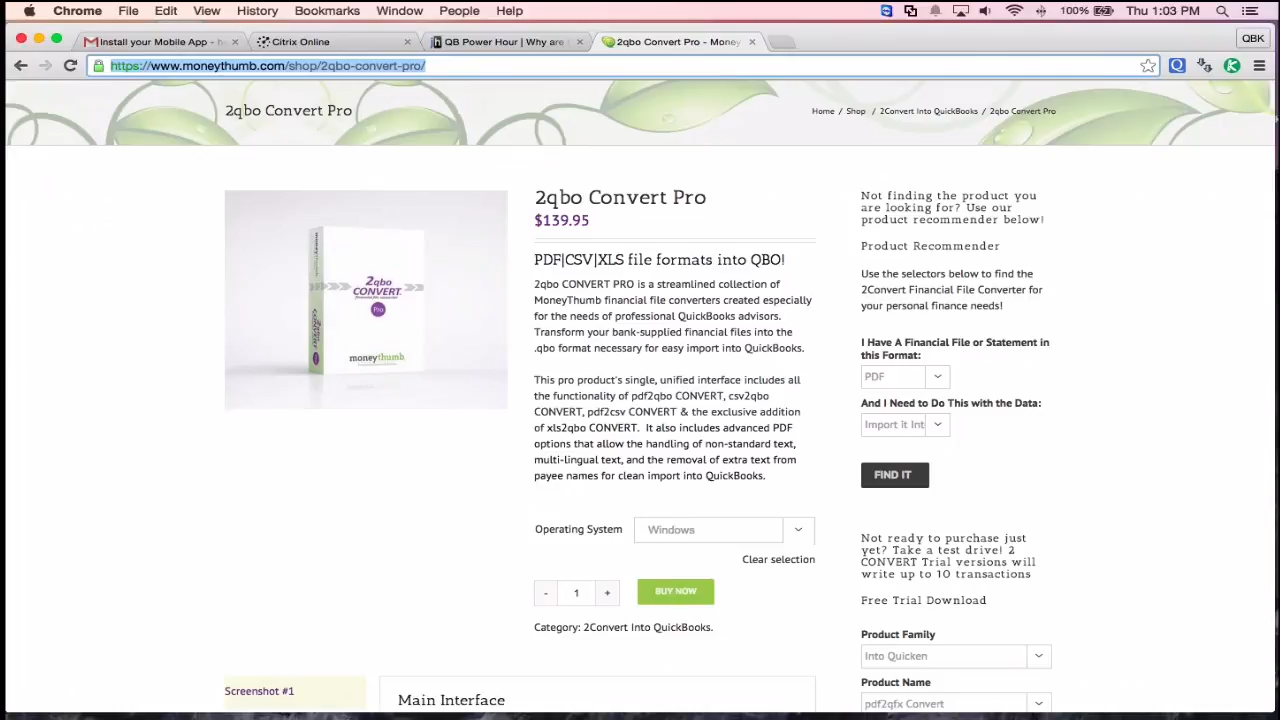 Chrome File Edit View History Bookmarks Window People Help 100% Thu 1:03 PM
Install your Mobile App - h
Citrix Online
QB Power Hour | Why are
2qbo Convert Pro - Money
QBK
https://www.moneythumb.com/shop/2qbo-convert-pro/
2qbo Convert Pro
Home / Shop / 2Convert Into QuickBooks / 2qbo Convert Pro
2qbo
CONVERT
Pro
moneythumb
2qbo Convert Pro
$139.95
PDF|CSV|XLS file formats into QBO!
2qbo CONVERT PRO is a streamlined collection of
MoneyThumb financial file converters created especially
for the needs of professional QuickBooks advisors.
Transform your bank-supplied financial files into the
.qbo format necessary for easy import into QuickBooks.
This pro product's single, unified interface includes all
the functionality of pdf2qbo CONVERT, csv2qbo
CONVERT, pdf2csv CONVERT & the exclusive addition
of xls2qbo CONVERT. It also includes advanced PDF
options that allow the handling of non-standard text,
multi-lingual text, and the removal of extra text from
payee names for clean import into QuickBooks.
Operating System Windows
Clear selection
- 1 + BUY NOW
Category: 2Convert Into QuickBooks.
Screenshot #1
Main Interface
Not finding the product you
are looking for? Use our
product recommender below!
Product Recommender
Use the selectors below to find the
2Convert Financial File Converter for
your personal finance needs!
I Have A Financial File or Statement in
this Format:
PDF
And I Need to Do This with the Data:
Import it Int
FIND IT
Not ready to purchase just
yet? Take a test drive! 2
CONVERT Trial versions will
write up to 10 transactions
Free Trial Download
Product Family
Into Quicken
Product Name
pdf2qfx Convert